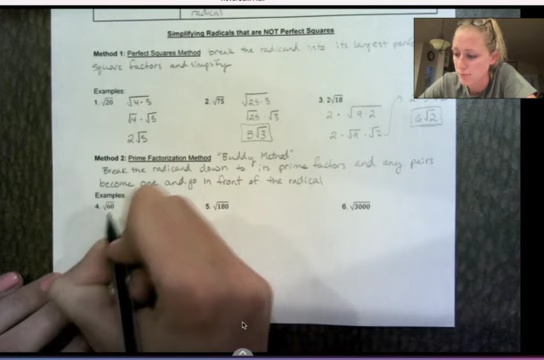 radical
Simplifying Radicals that are NOT Perfect Squares
Method 1: Perfect Squares Method break the radicand into its largest
square factors and simplify
Examples:
1. √20 √4·5 2. √75 √25·3 3. 2√18
√4·√5 √25·√3 2·√9·2
2√5 5√3 2·√9·√2 6√2
Method 2: Prime Factorization Method "Buddy Method"
Break the radicand down to its prime factors and any pairs
become one and go in front of the radical
Examples
4. √60 5. √180 6. √3000